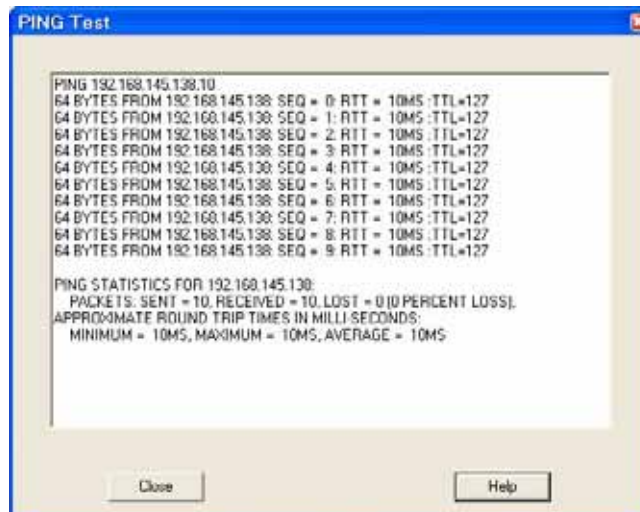 PING Test
PING 192.168.145.138.10
64 BYTES FROM 192.168.145.138: SEQ = 0: RTT = 10MS :TTL=127
64 BYTES FROM 192.168.145.138: SEQ = 1: RTT = 10MS :TTL=127
64 BYTES FROM 192.168.145.138: SEQ = 2: RTT = 10MS :TTL=127
64 BYTES FROM 192.168.145.138: SEQ = 3: RTT = 10MS :TTL=127
64 BYTES FROM 192.168.145.138: SEQ = 4: RTT = 10MS :TTL=127
64 BYTES FROM 192.168.145.138: SEQ = 5: RTT = 10MS :TTL=127
64 BYTES FROM 192.168.145.138: SEQ = 6: RTT = 10MS :TTL=127
64 BYTES FROM 192.168.145.138: SEQ = 7: RTT = 10MS :TTL=127
64 BYTES FROM 192.168.145.138: SEQ = 8: RTT = 10MS :TTL=127
64 BYTES FROM 192.168.145.138: SEQ = 9: RTT = 10MS :TTL=127
PING STATISTICS FOR 192.168.145.138:
PACKETS: SENT = 10, RECEIVED = 10, LOST = 0 (0 PERCENT LOSS),
APPROXIMATE ROUND TRIP TIMES IN MILLI-SECONDS:
MINIMUM = 10MS, MAXIMUM = 10MS, AVERAGE = 10MS
Close
Help